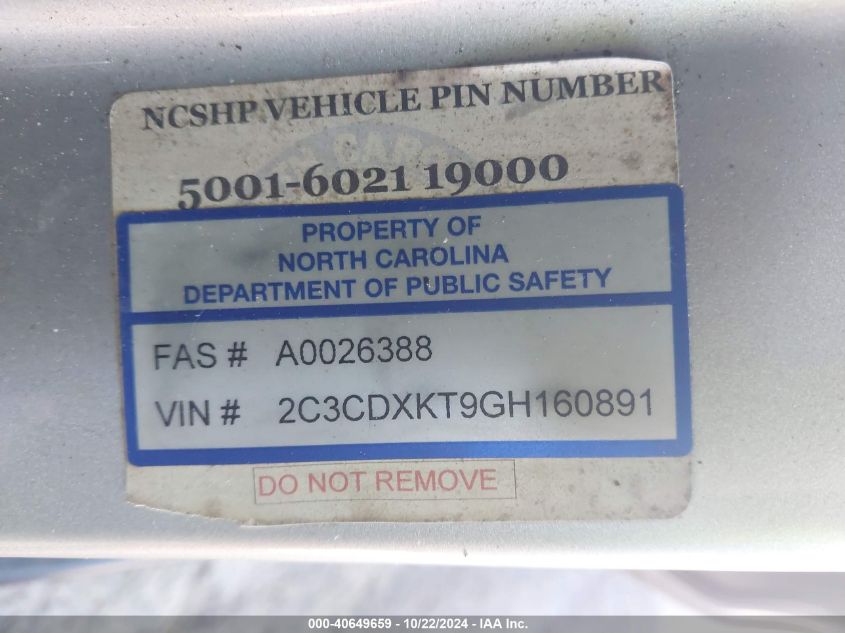 NCSHP VEHICLE PIN NUMBER
5001-6021 19000
PROPERTY OF
NORTH CAROLINA
DEPARTMENT OF PUBLIC SAFETY
FAS # A0026388
VIN # 2C3CDXKT9GH160891
DO NOT REMOVE
000-40649659 - 10/22/2024 - IAA Inc.